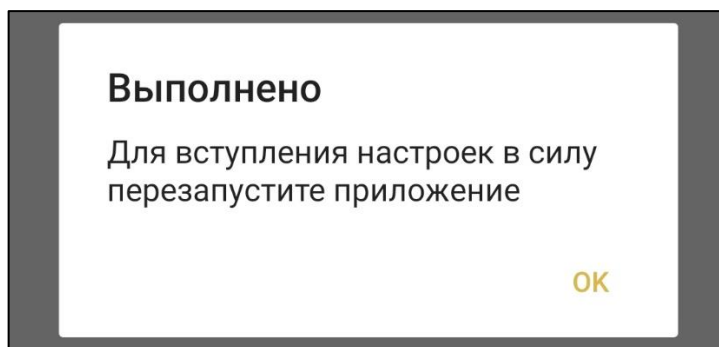 Выполнено
Для вступления настроек в силу
перезапустите приложение
OK